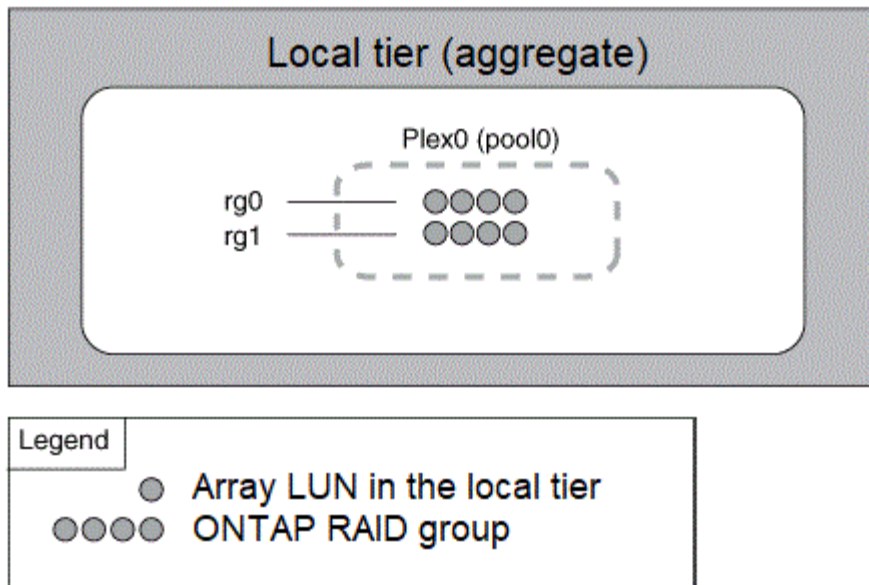 Local tier (aggregate)
Plex0 (pool0)
rg0
rg1
Legend
Array LUN in the local tier
ONTAP RAID group